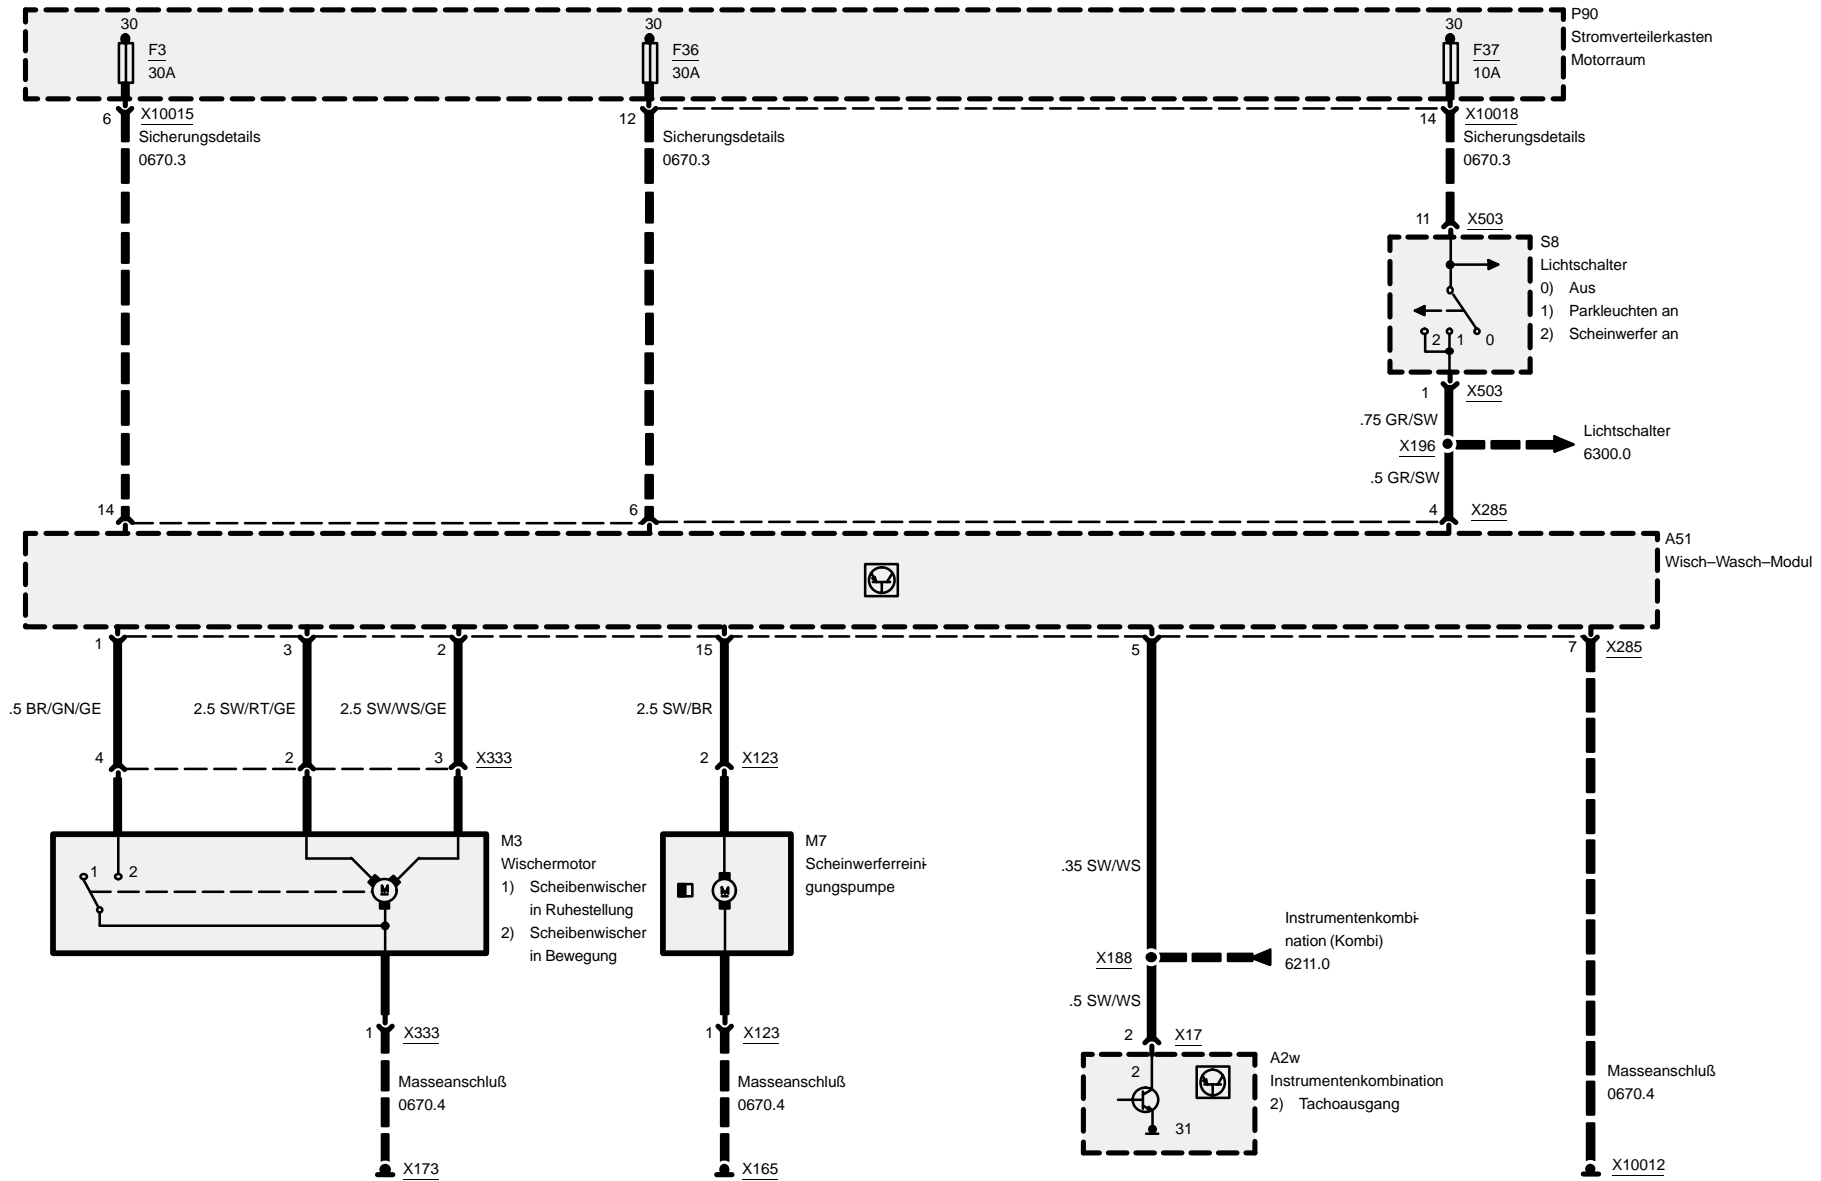 30
30
30
P90
Stromverteilerkasten
Motorraum
F3
30A
F36
30A
F37
10A
6
X10015
Sicherungsdetails
0670.3
12
Sicherungsdetails
0670.3
14
X10018
Sicherungsdetails
0670.3
11
X503
S8
Lichtschalter
0) Aus
1) Parkleuchten an
2) Scheinwerfer an
2 1 0
1
X503
.75 GR/SW
X196
Lichtschalter
6300.0
.5 GR/SW
14
6
4
X285
A51
Wisch–Wasch–Modul
1
3
2
15
5
7
X285
.5 BR/GN/GE
2.5 SW/RT/GE
2.5 SW/WS/GE
2.5 SW/BR
4
2
3
X333
2
X123
M3
Wischermotor
1) Scheibenwischer
in Ruhestellung
2) Scheibenwischer
in Bewegung
1 2
M
M7
Scheinwerferreini-
gungspumpe
M
.35 SW/WS
X188
Instrumentenkombi-
nation (Kombi)
6211.0
.5 SW/WS
1
X333
1
X123
2
X17
A2w
Instrumentenkombination
2) Tachoausgang
2
31
Masseanschluß
0670.4
Masseanschluß
0670.4
Masseanschluß
0670.4
X173
X165
X10012